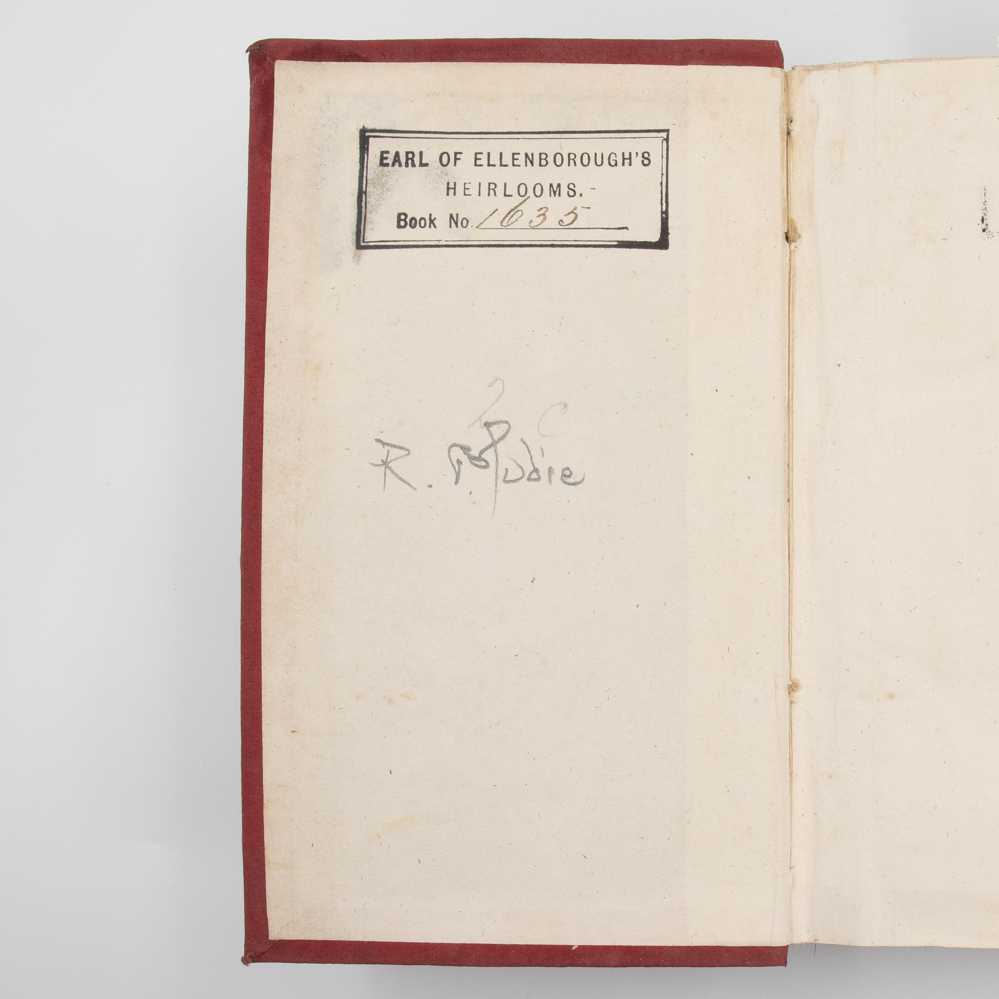 EARL OF ELLENBOROUGH'S
HEIRLOOMS.-
Book No. 1635
R.